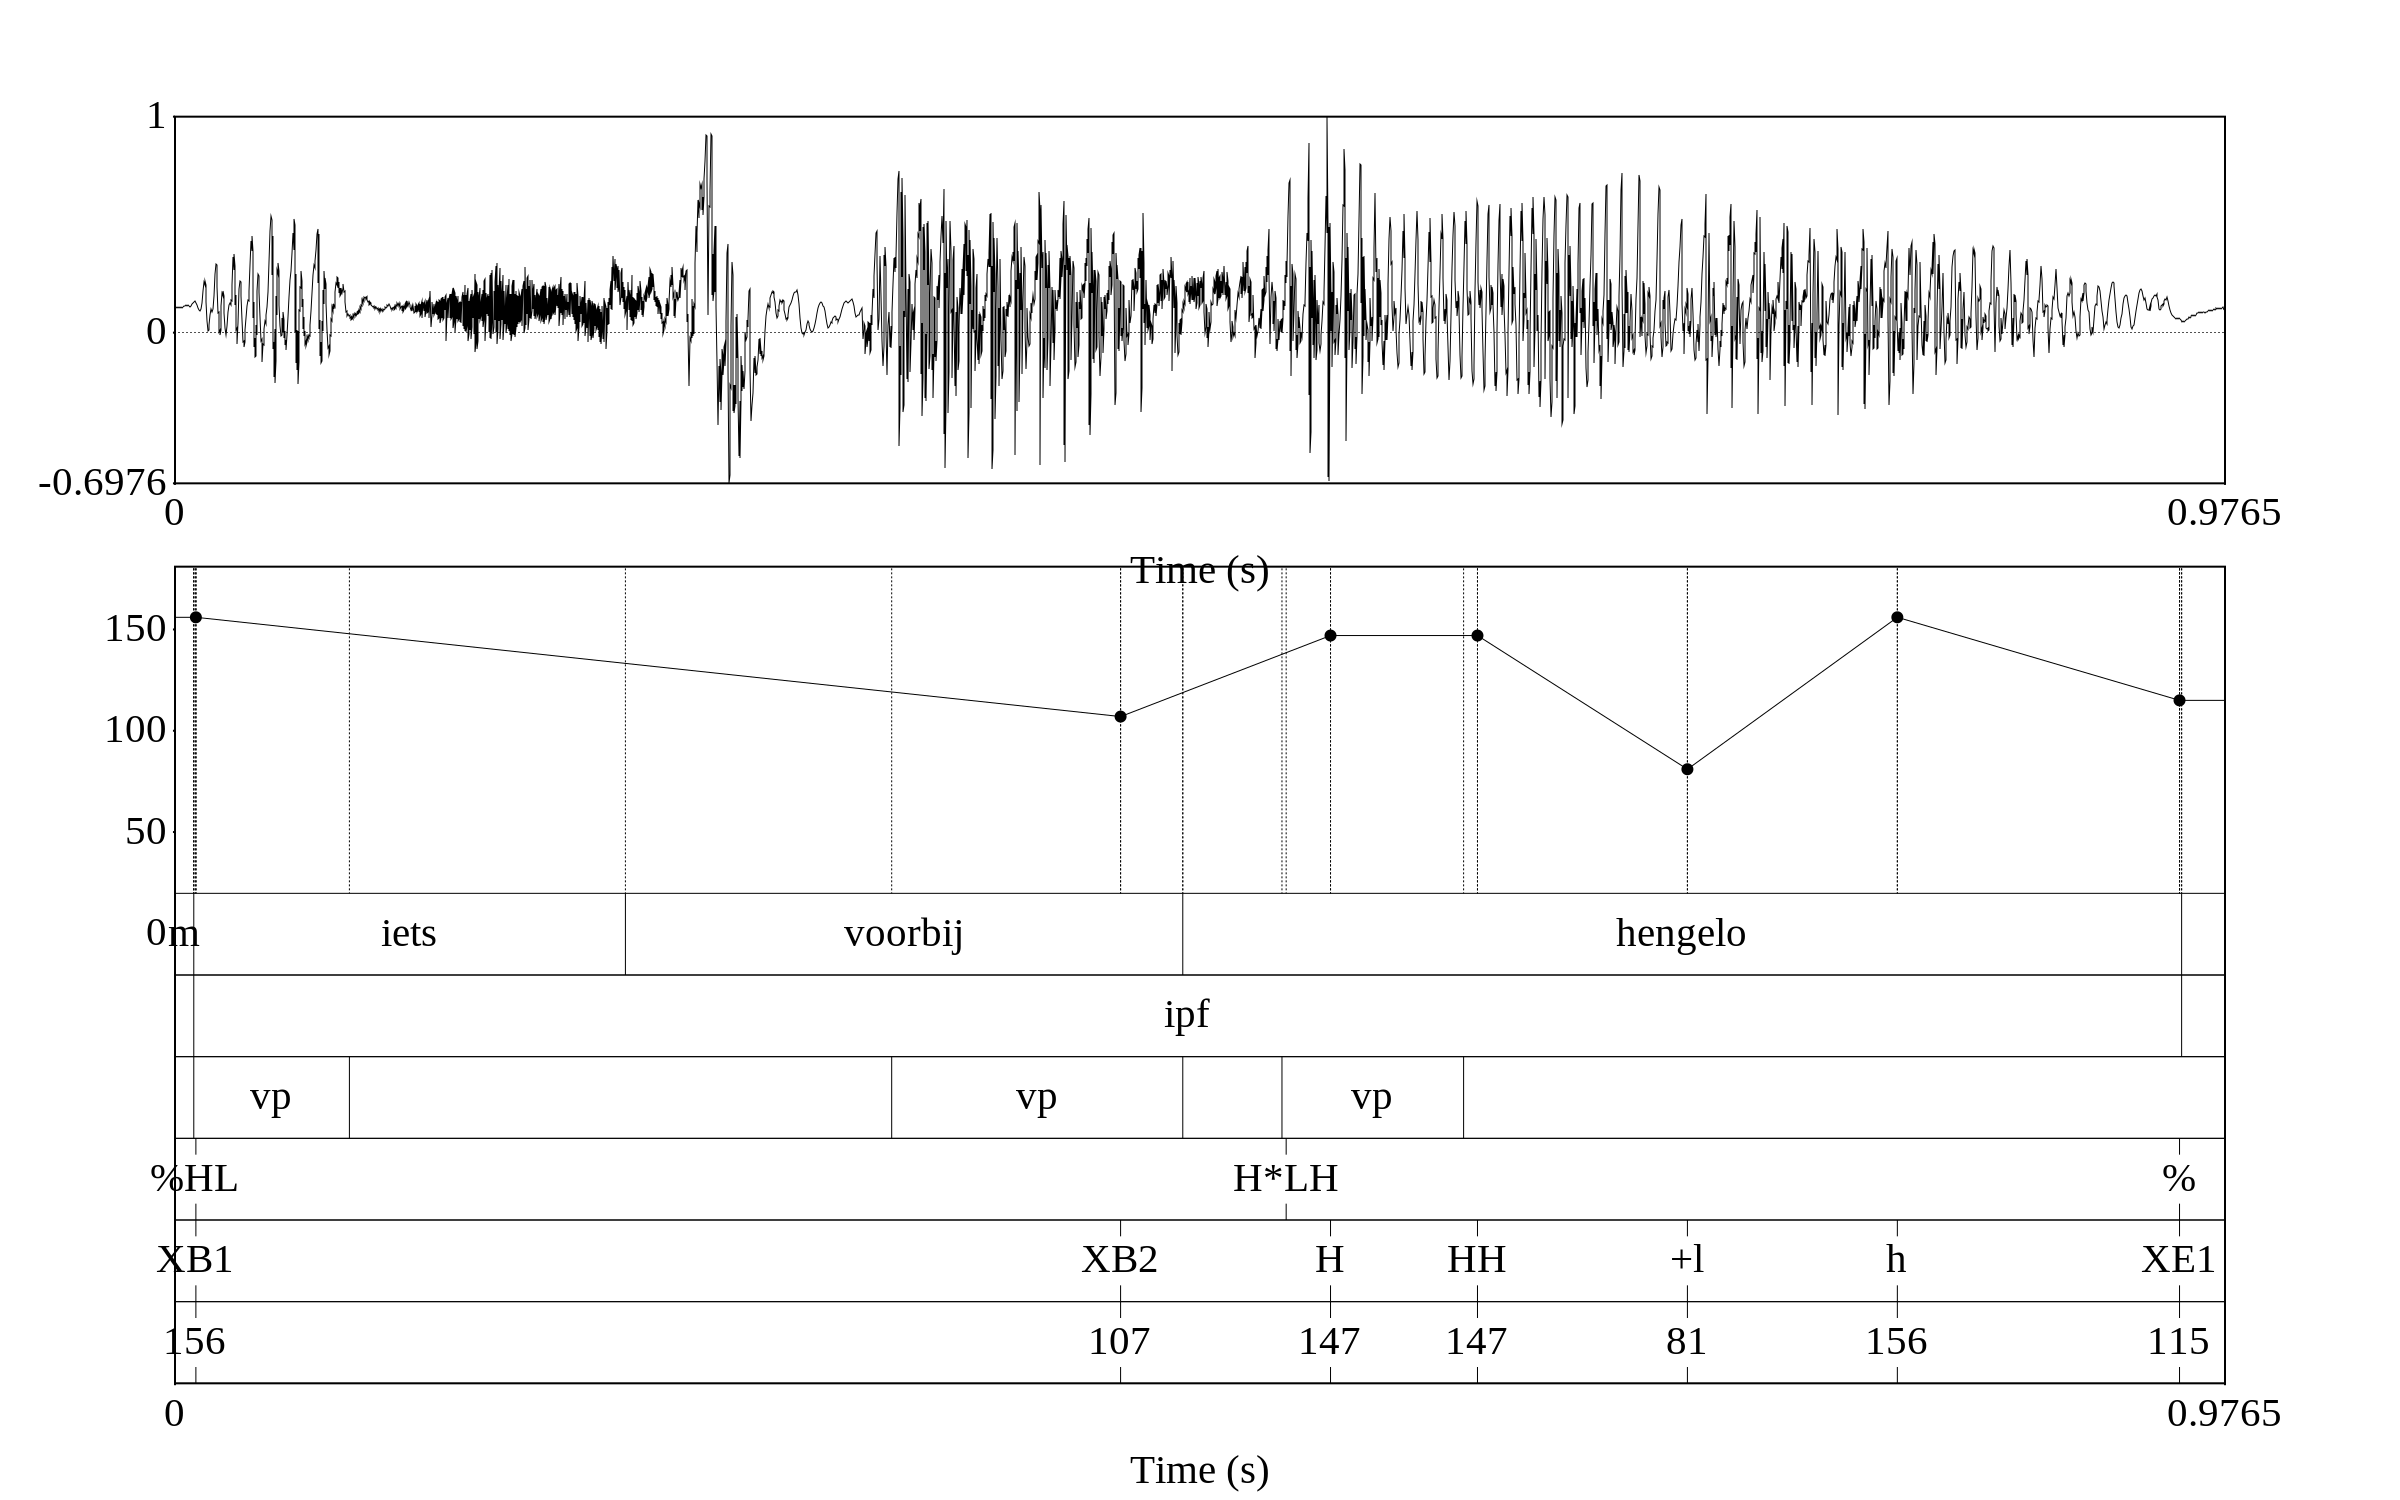 1
0
-0.6976
0 0.9765
Time (s)
150
100
50
0
m iets voorbij hengelo
ipf
vp vp vp
%HL H*LH %
XB1 XB2 H HH +l h XE1
156 107 147 147 81 156 115
0 0.9765
Time (s)